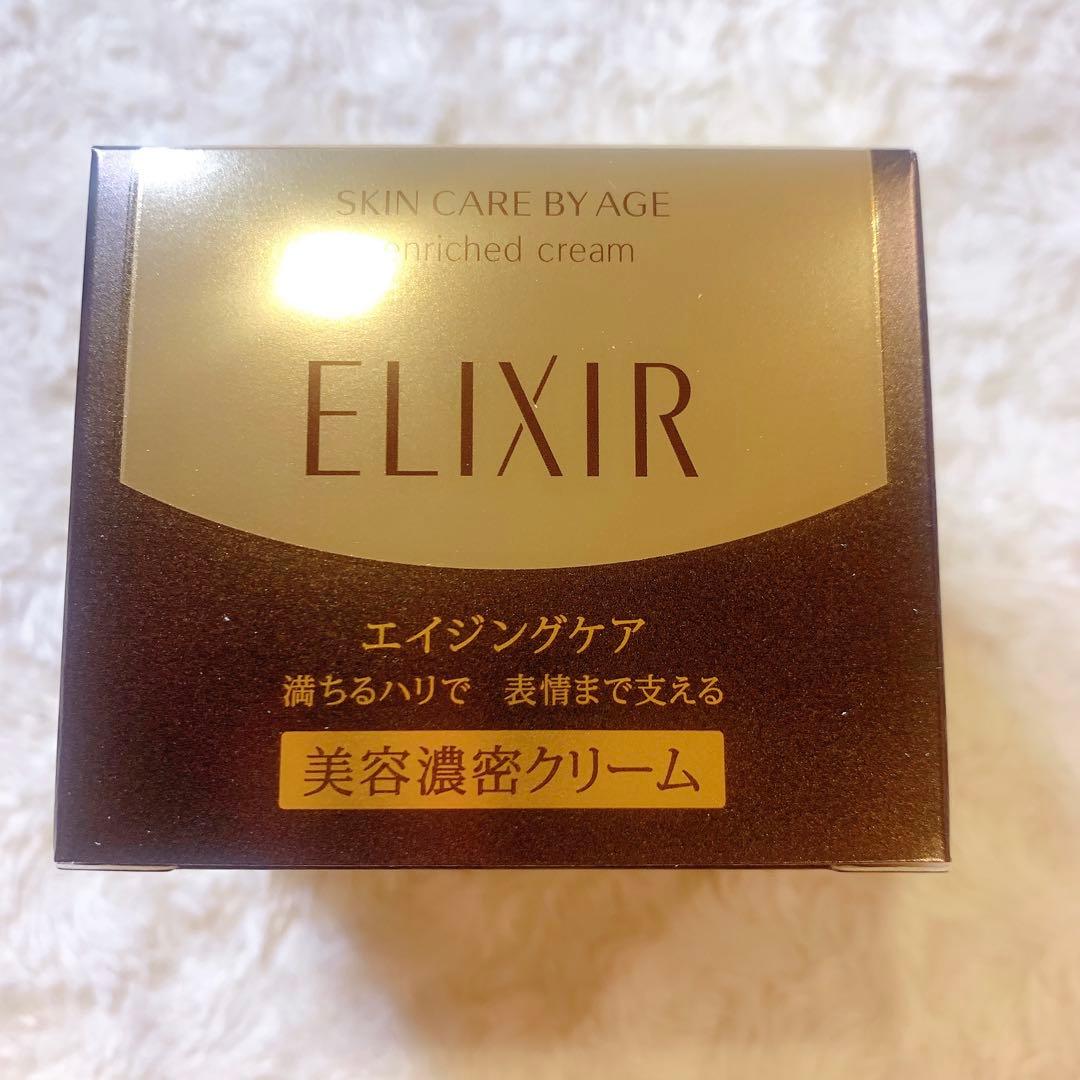 SKIN CARE BY AGE
enriched cream
ELIXIR
エイジングケア
満ちるハリで 表情まで支える
美容濃密クリーム